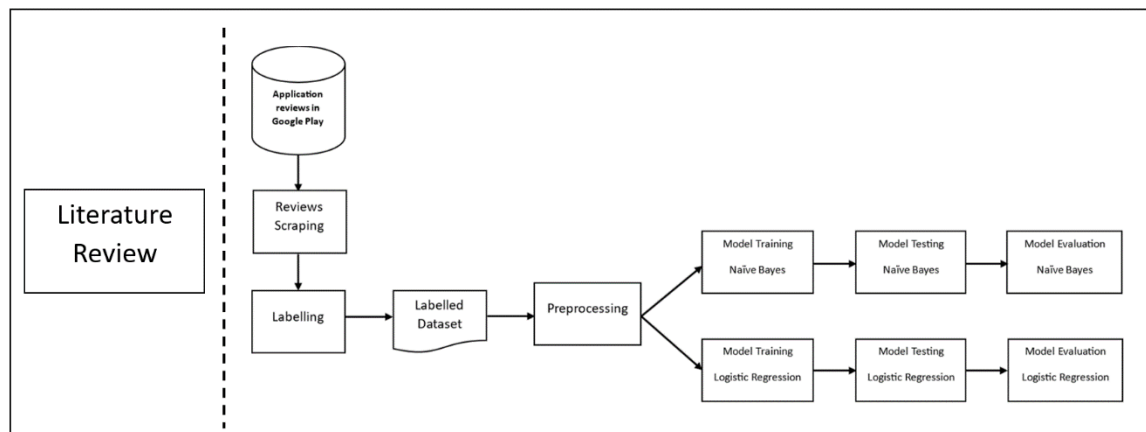 Literature
Review
Application
reviews in
Google Play
Reviews
Scraping
Labelling
Labelled
Dataset
Preprocessing
Model Training
Naïve Bayes
Model Testing
Naïve Bayes
Model Evaluation
Naïve Bayes
Model Training
Logistic Regression
Model Testing
Logistic Regression
Model Evaluation
Logistic Regression